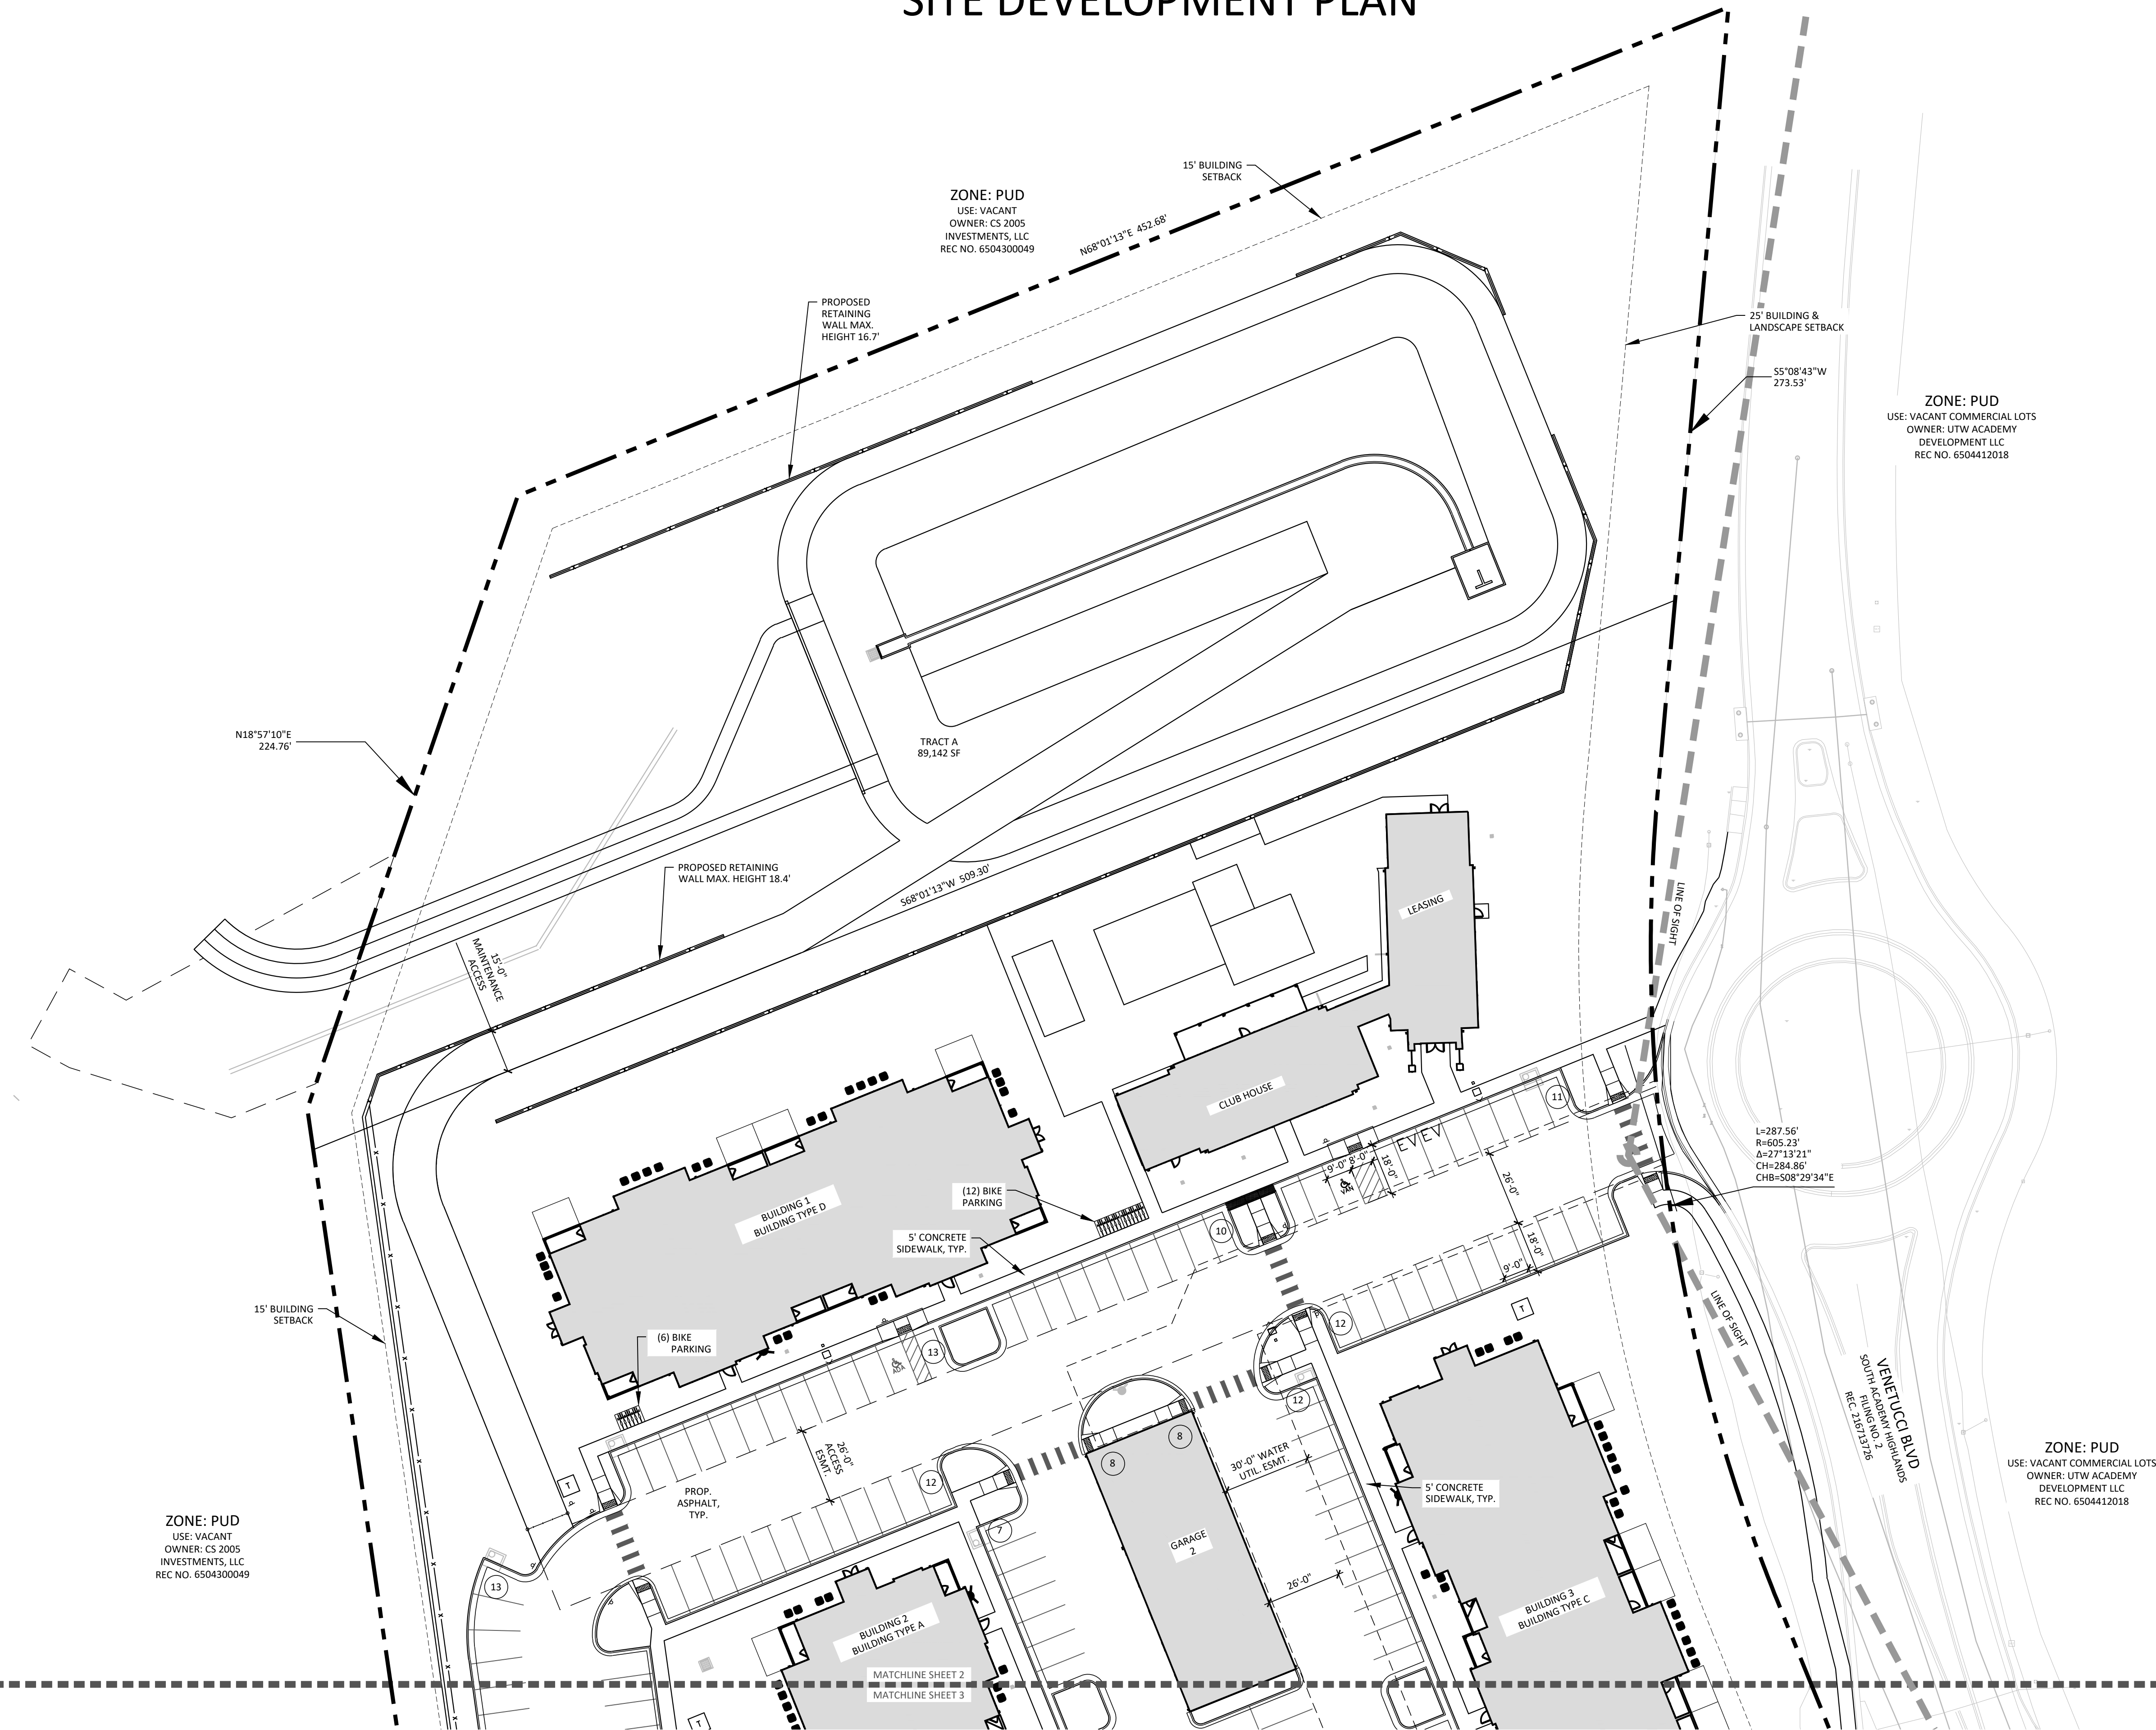 SITE DEVELOPMENT PLAN
15' BUILDING
SETBACK
ZONE: PUD
USE: VACANT
OWNER: CS 2005
INVESTMENTS, LLC
REC NO. 6504300049
N68°01'13"E 452.68'
PROPOSED
RETAINING
WALL MAX.
HEIGHT 16.7'
25' BUILDING &
LANDSCAPE SETBACK
S5°08'43"W
273.53'
ZONE: PUD
USE: VACANT COMMERCIAL LOTS
OWNER: UTW ACADEMY
DEVELOPMENT LLC
REC NO. 6504412018
N18°57'10"E
224.76'
TRACT A
89,142 SF
PROPOSED RETAINING
WALL MAX. HEIGHT 18.4'
S68°01'13"W 509.30'
15'-0"
MAINTENANCE
ACCESS
LEASING
LINE OF SIGHT
CLUB HOUSE
11
L=287.56'
R=605.23'
Δ=27°13'21"
CH=284.86'
CHB=S08°29'34"E
EV EV
9'-0" 8'-0"
18'-0"
VAN
26'-0"
(12) BIKE
PARKING
BUILDING 1
BUILDING TYPE D
5' CONCRETE
SIDEWALK, TYP.
10
18'-0"
9'-0"
15' BUILDING
SETBACK
(6) BIKE
PARKING
13
ADA
12
T
LINE OF SIGHT
VENETUCCI BLVD
SOUTH ACADEMY HIGHLANDS
FILING NO. 2
REC. 216713726
12
8
8
26'-0"
ACCESS
ESMT.
30'-0" WATER
UTIL. ESMT.
ZONE: PUD
USE: VACANT COMMERCIAL LOTS
OWNER: UTW ACADEMY
DEVELOPMENT LLC
REC NO. 6504412018
T
PROP.
ASPHALT,
TYP.
12
5' CONCRETE
SIDEWALK, TYP.
ZONE: PUD
USE: VACANT
OWNER: CS 2005
INVESTMENTS, LLC
REC NO. 6504300049
7
GARAGE
2
13
26'-0"
BUILDING 2
BUILDING TYPE A
BUILDING 3
BUILDING TYPE C
MATCHLINE SHEET 2
MATCHLINE SHEET 3
T